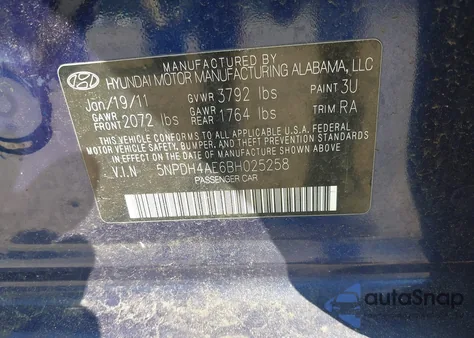 MANUFACTURED BY
HYUNDAI MOTOR MANUFACTURING ALABAMA, LLC
Jan/19/11 GVWR 3792 lbs PAINT 3U
GAWR FRONT 2072 lbs GAWR REAR 1764 lbs TRIM RA
THIS VEHICLE CONFORMS TO ALL APPLICABLE U.S.A FEDERAL
MOTOR VEHICLE SAFETY, BUMPER, AND THEFT PREVENTION
STANDARDS IN EFFECT ON THE DATE OF MANUFACTURE SHOWN ABOVE.
V.I.N 5NPDH4AE6BH025258
PASSENGER CAR
autoSnap